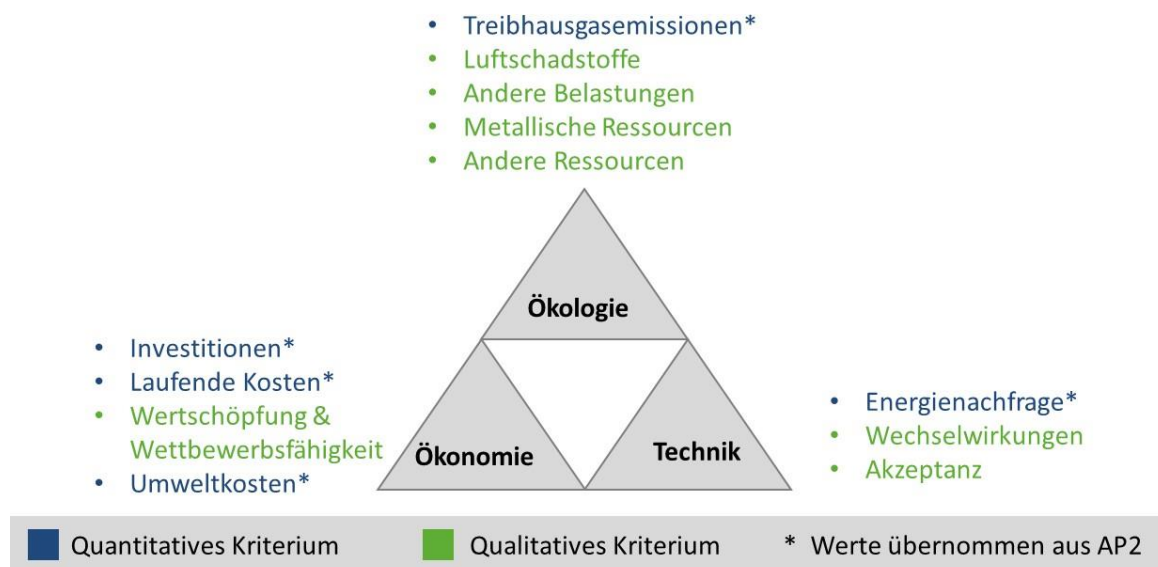 • Treibhausgasemissionen*
• Luftschadstoffe
• Andere Belastungen
• Metallische Ressourcen
• Andere Ressourcen
Ökologie
• Investitionen*
• Laufende Kosten*
• Wertschöpfung &
Wettbewerbsfähigkeit
• Umweltkosten*
Ökonomie
Technik
• Energienachfrage*
• Wechselwirkungen
• Akzeptanz
Quantitatives Kriterium
Qualitatives Kriterium
* Werte übernommen aus AP2